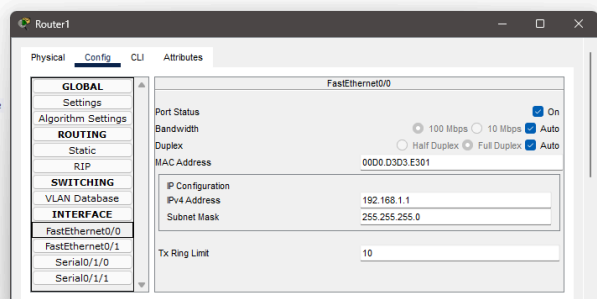 Router1
Physical Config CLI Attributes
GLOBAL
Settings
Algorithm Settings
ROUTING
Static
RIP
SWITCHING
VLAN Database
INTERFACE
FastEthernet0/0
FastEthernet0/1
Serial0/1/0
Serial0/1/1
FastEthernet0/0
Port Status On
Bandwidth 100 Mbps 10 Mbps Auto
Duplex Half Duplex Full Duplex Auto
MAC Address 00D0.D3D3.E301
IP Configuration
IPv4 Address 192.168.1.1
Subnet Mask 255.255.255.0
Tx Ring Limit 10